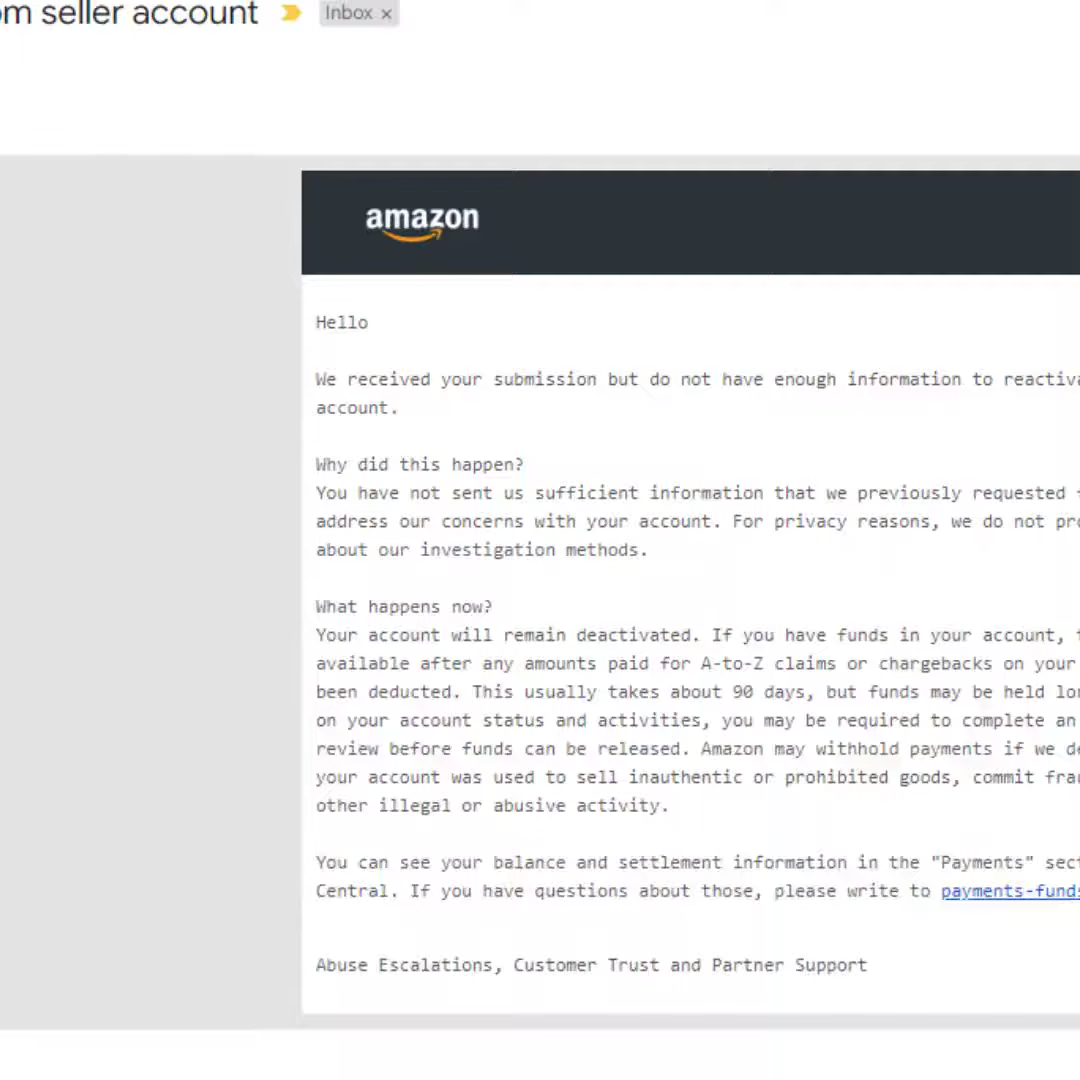 seller account
Inbox ×
amazon
Hello
We received your submission but do not have enough information to
account.
Why did this happen?
You have not sent us sufficient information that we previously requested
address our concerns with your account. For privacy reasons, we do not
about our investigation methods.
What happens now?
Your account will remain deactivated. If you have funds in your account,
available after any amounts paid for A-to-Z claims or chargebacks on your
been deducted. This usually takes about 90 days, but funds may be held
on your account status and activities, you may be required to complete an
review before funds can be released. Amazon may withhold payments if we
your account was used to sell inauthentic or prohibited goods, commit
other illegal or abusive activity.
You can see your balance and settlement information in the "Payments"
Central. If you have questions about those, please write to payments-funds
Abuse Escalations, Customer Trust and Partner Support